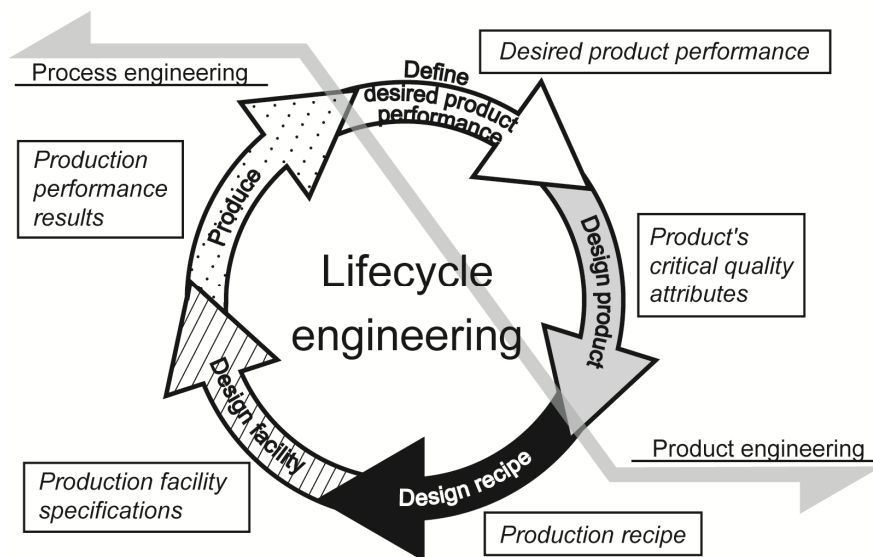 Desired product performance
Process engineering
Define
desired product
performance
Production
performance
results
Produce
Design product
Product's
critical quality
attributes
Lifecycle
engineering
Design facility
Product engineering
Production facility
specifications
Design recipe
Production recipe